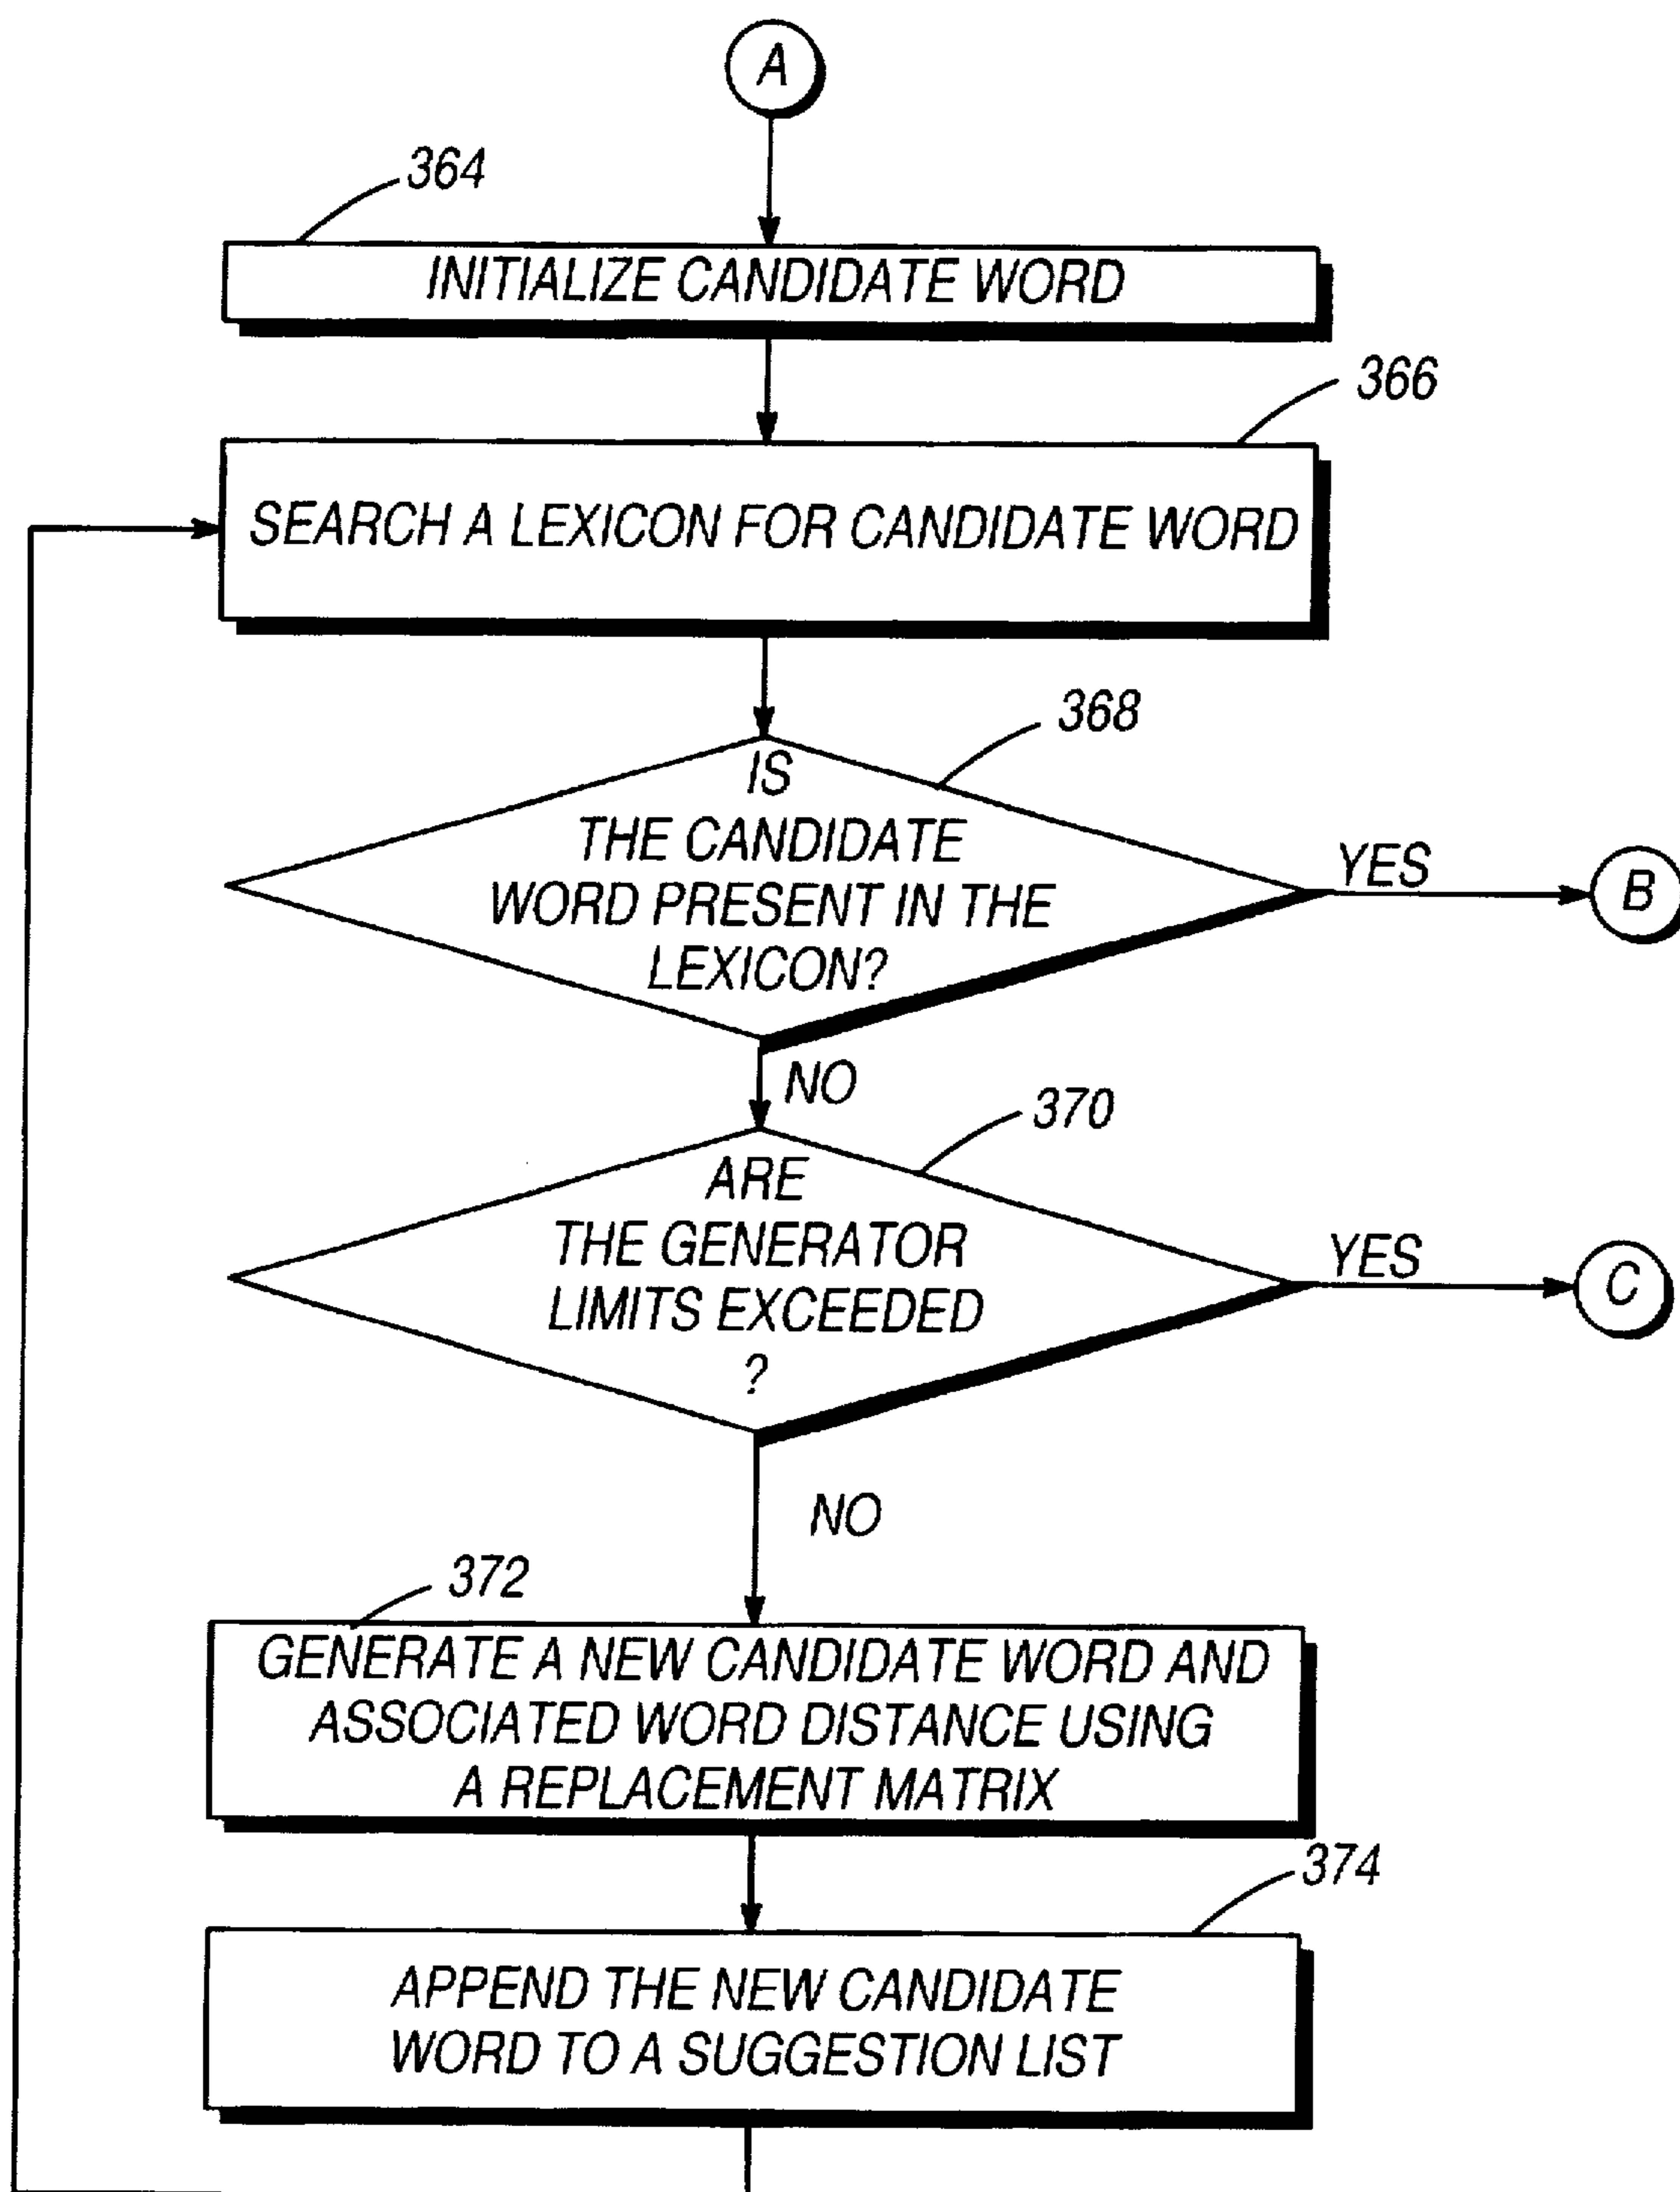 A
364
INITIALIZE CANDIDATE WORD
366
SEARCH A LEXICON FOR CANDIDATE WORD
368
IS
THE CANDIDATE
WORD PRESENT IN THE
LEXICON?
YES
B
NO
370
ARE
THE GENERATOR
LIMITS EXCEEDED
?
YES
C
NO
372
GENERATE A NEW CANDIDATE WORD AND
ASSOCIATED WORD DISTANCE USING
A REPLACEMENT MATRIX
374
APPEND THE NEW CANDIDATE
WORD TO A SUGGESTION LIST